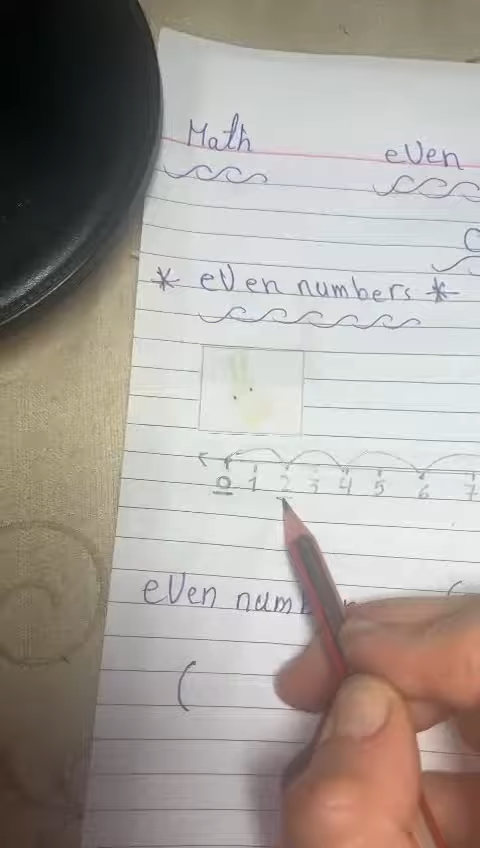 Math even
* even numbers *
0 1 2 3 4 5 6 7
even num
(